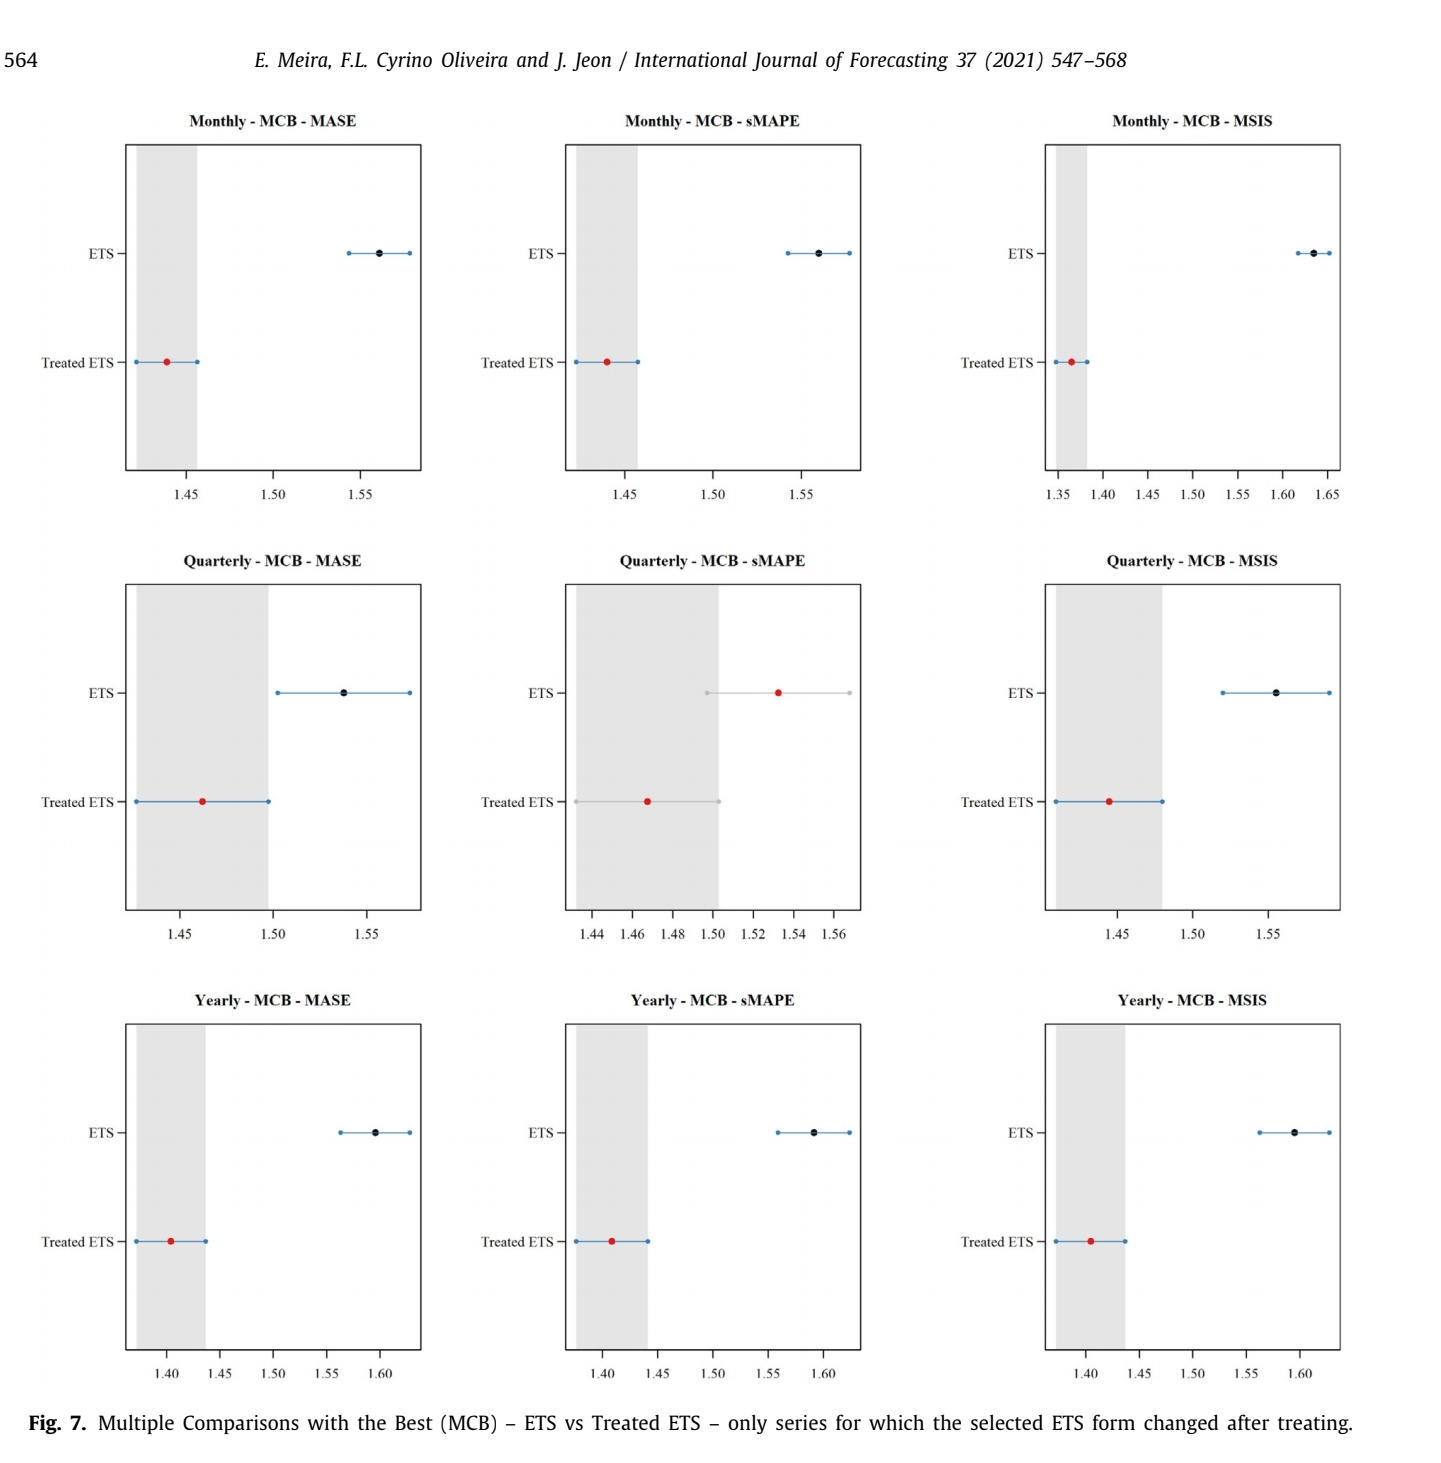 564
E. Meira, F.L. Cyrino Oliveira and J. Jeon / International Journal of Forecasting 37 (2021) 547–568
Monthly - MCB - MASE
ETS
Treated ETS
1.45 1.50 1.55
Monthly - MCB - sMAPE
ETS
Treated ETS
1.45 1.50 1.55
Monthly - MCB - MSIS
ETS
Treated ETS
1.35 1.40 1.45 1.50 1.55 1.60 1.65
Quarterly - MCB - MASE
ETS
Treated ETS
1.45 1.50 1.55
Quarterly - MCB - sMAPE
ETS
Treated ETS
1.44 1.46 1.48 1.50 1.52 1.54 1.56
Quarterly - MCB - MSIS
ETS
Treated ETS
1.45 1.50 1.55
Yearly - MCB - MASE
ETS
Treated ETS
1.40 1.45 1.50 1.55 1.60
Yearly - MCB - sMAPE
ETS
Treated ETS
1.40 1.45 1.50 1.55 1.60
Yearly - MCB - MSIS
ETS
Treated ETS
1.40 1.45 1.50 1.55 1.60
Fig. 7. Multiple Comparisons with the Best (MCB) – ETS vs Treated ETS – only series for which the selected ETS form changed after treating.